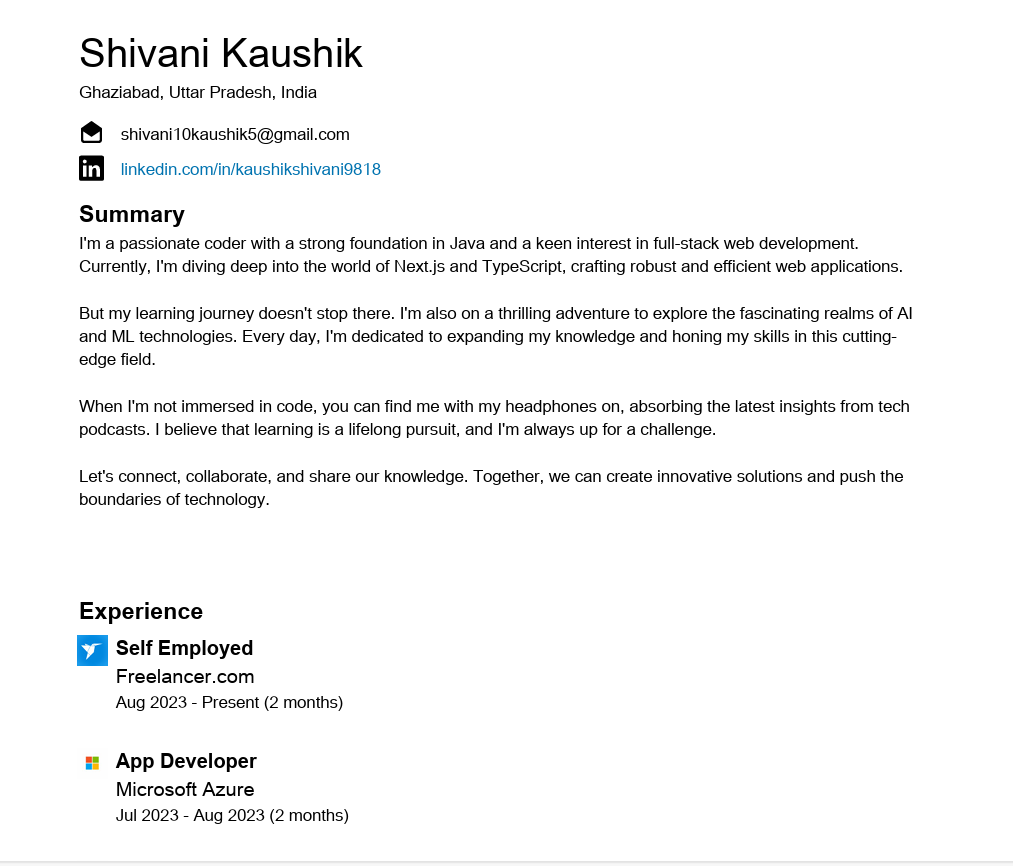 Shivani Kaushik
Ghaziabad, Uttar Pradesh, India
shivani10kaushik5@gmail.com
in linkedin.com/in/kaushikshivani9818
Summary
I'm a passionate coder with a strong foundation in Java and a keen interest in full-stack web development.
Currently, I'm diving deep into the world of Next.js and TypeScript, crafting robust and efficient web applications.
But my learning journey doesn't stop there. I'm also on a thrilling adventure to explore the fascinating realms of AI
and ML technologies. Every day, I'm dedicated to expanding my knowledge and honing my skills in this cutting-
edge field.
When I'm not immersed in code, you can find me with my headphones on, absorbing the latest insights from tech
podcasts. I believe that learning is a lifelong pursuit, and I'm always up for a challenge.
Let's connect, collaborate, and share our knowledge. Together, we can create innovative solutions and push the
boundaries of technology.
Experience
Self Employed
Freelancer.com
Aug 2023 - Present (2 months)
App Developer
Microsoft Azure
Jul 2023 - Aug 2023 (2 months)